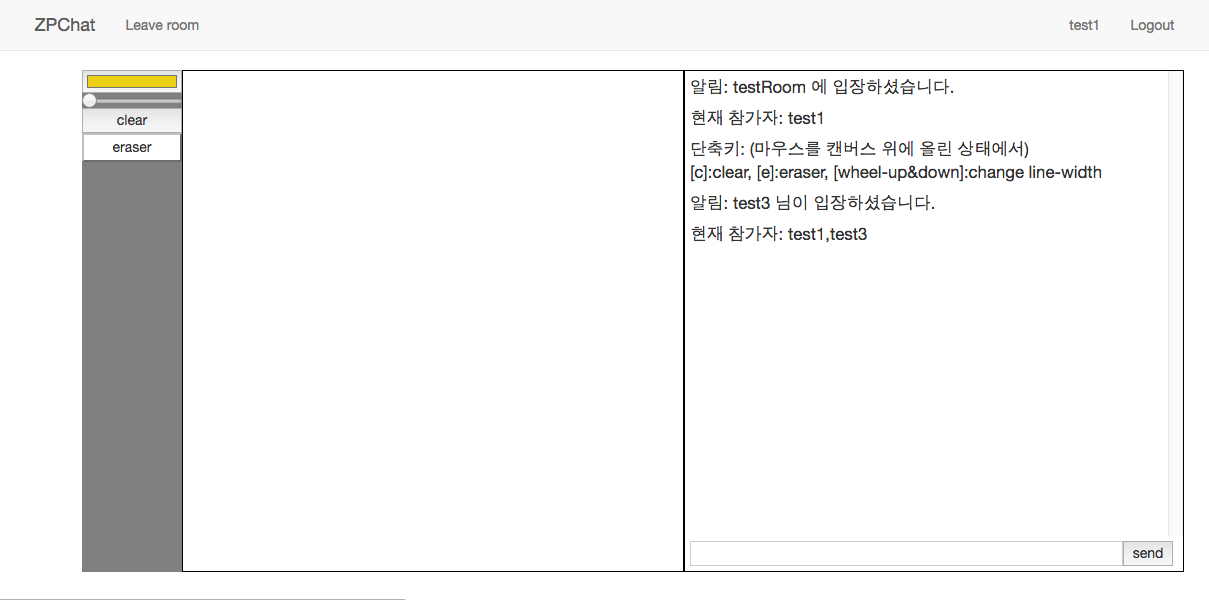 ZPChat Leave room test1 Logout
clear
eraser
알림: testRoom 에 입장하셨습니다.
현재 참가자: test1
단축키: (마우스를 캔버스 위에 올린 상태에서)
[c]:clear, [e]:eraser, [wheel-up&down]:change line-width
알림: test3 님이 입장하셨습니다.
현재 참가자: test1,test3
send